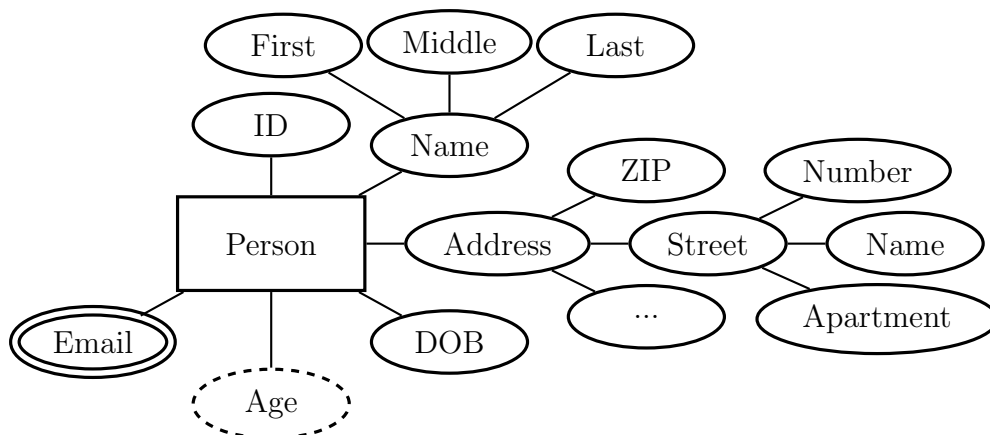 First
Middle
Last
ID
Name
ZIP
Number
Person
Address
Street
Name
Email
DOB
...
Apartment
Age